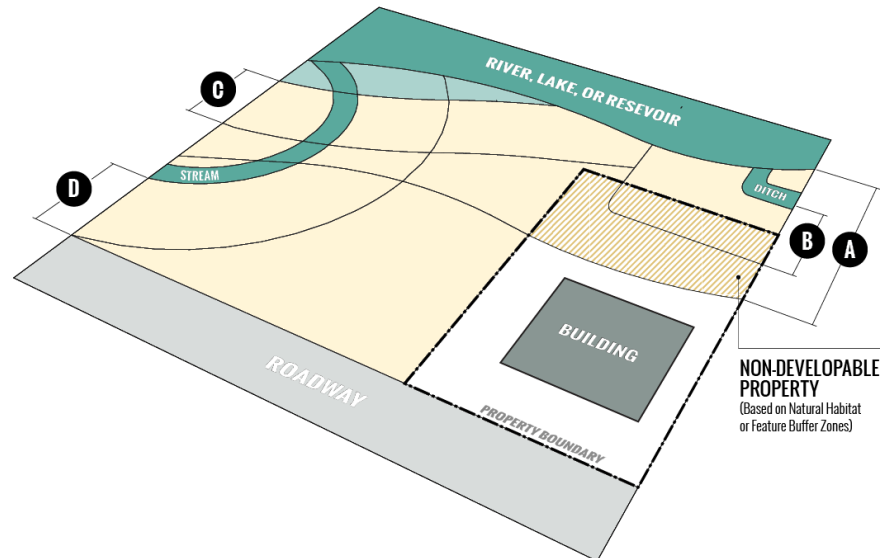 RIVER, LAKE, OR RESEVOIR
C
D
STREAM
DITCH
B
A
BUILDING
NON-DEVELOPABLE
PROPERTY
(Based on Natural Habitat
or Feature Buffer Zones)
ROADWAY
PROPERTY BOUNDARY